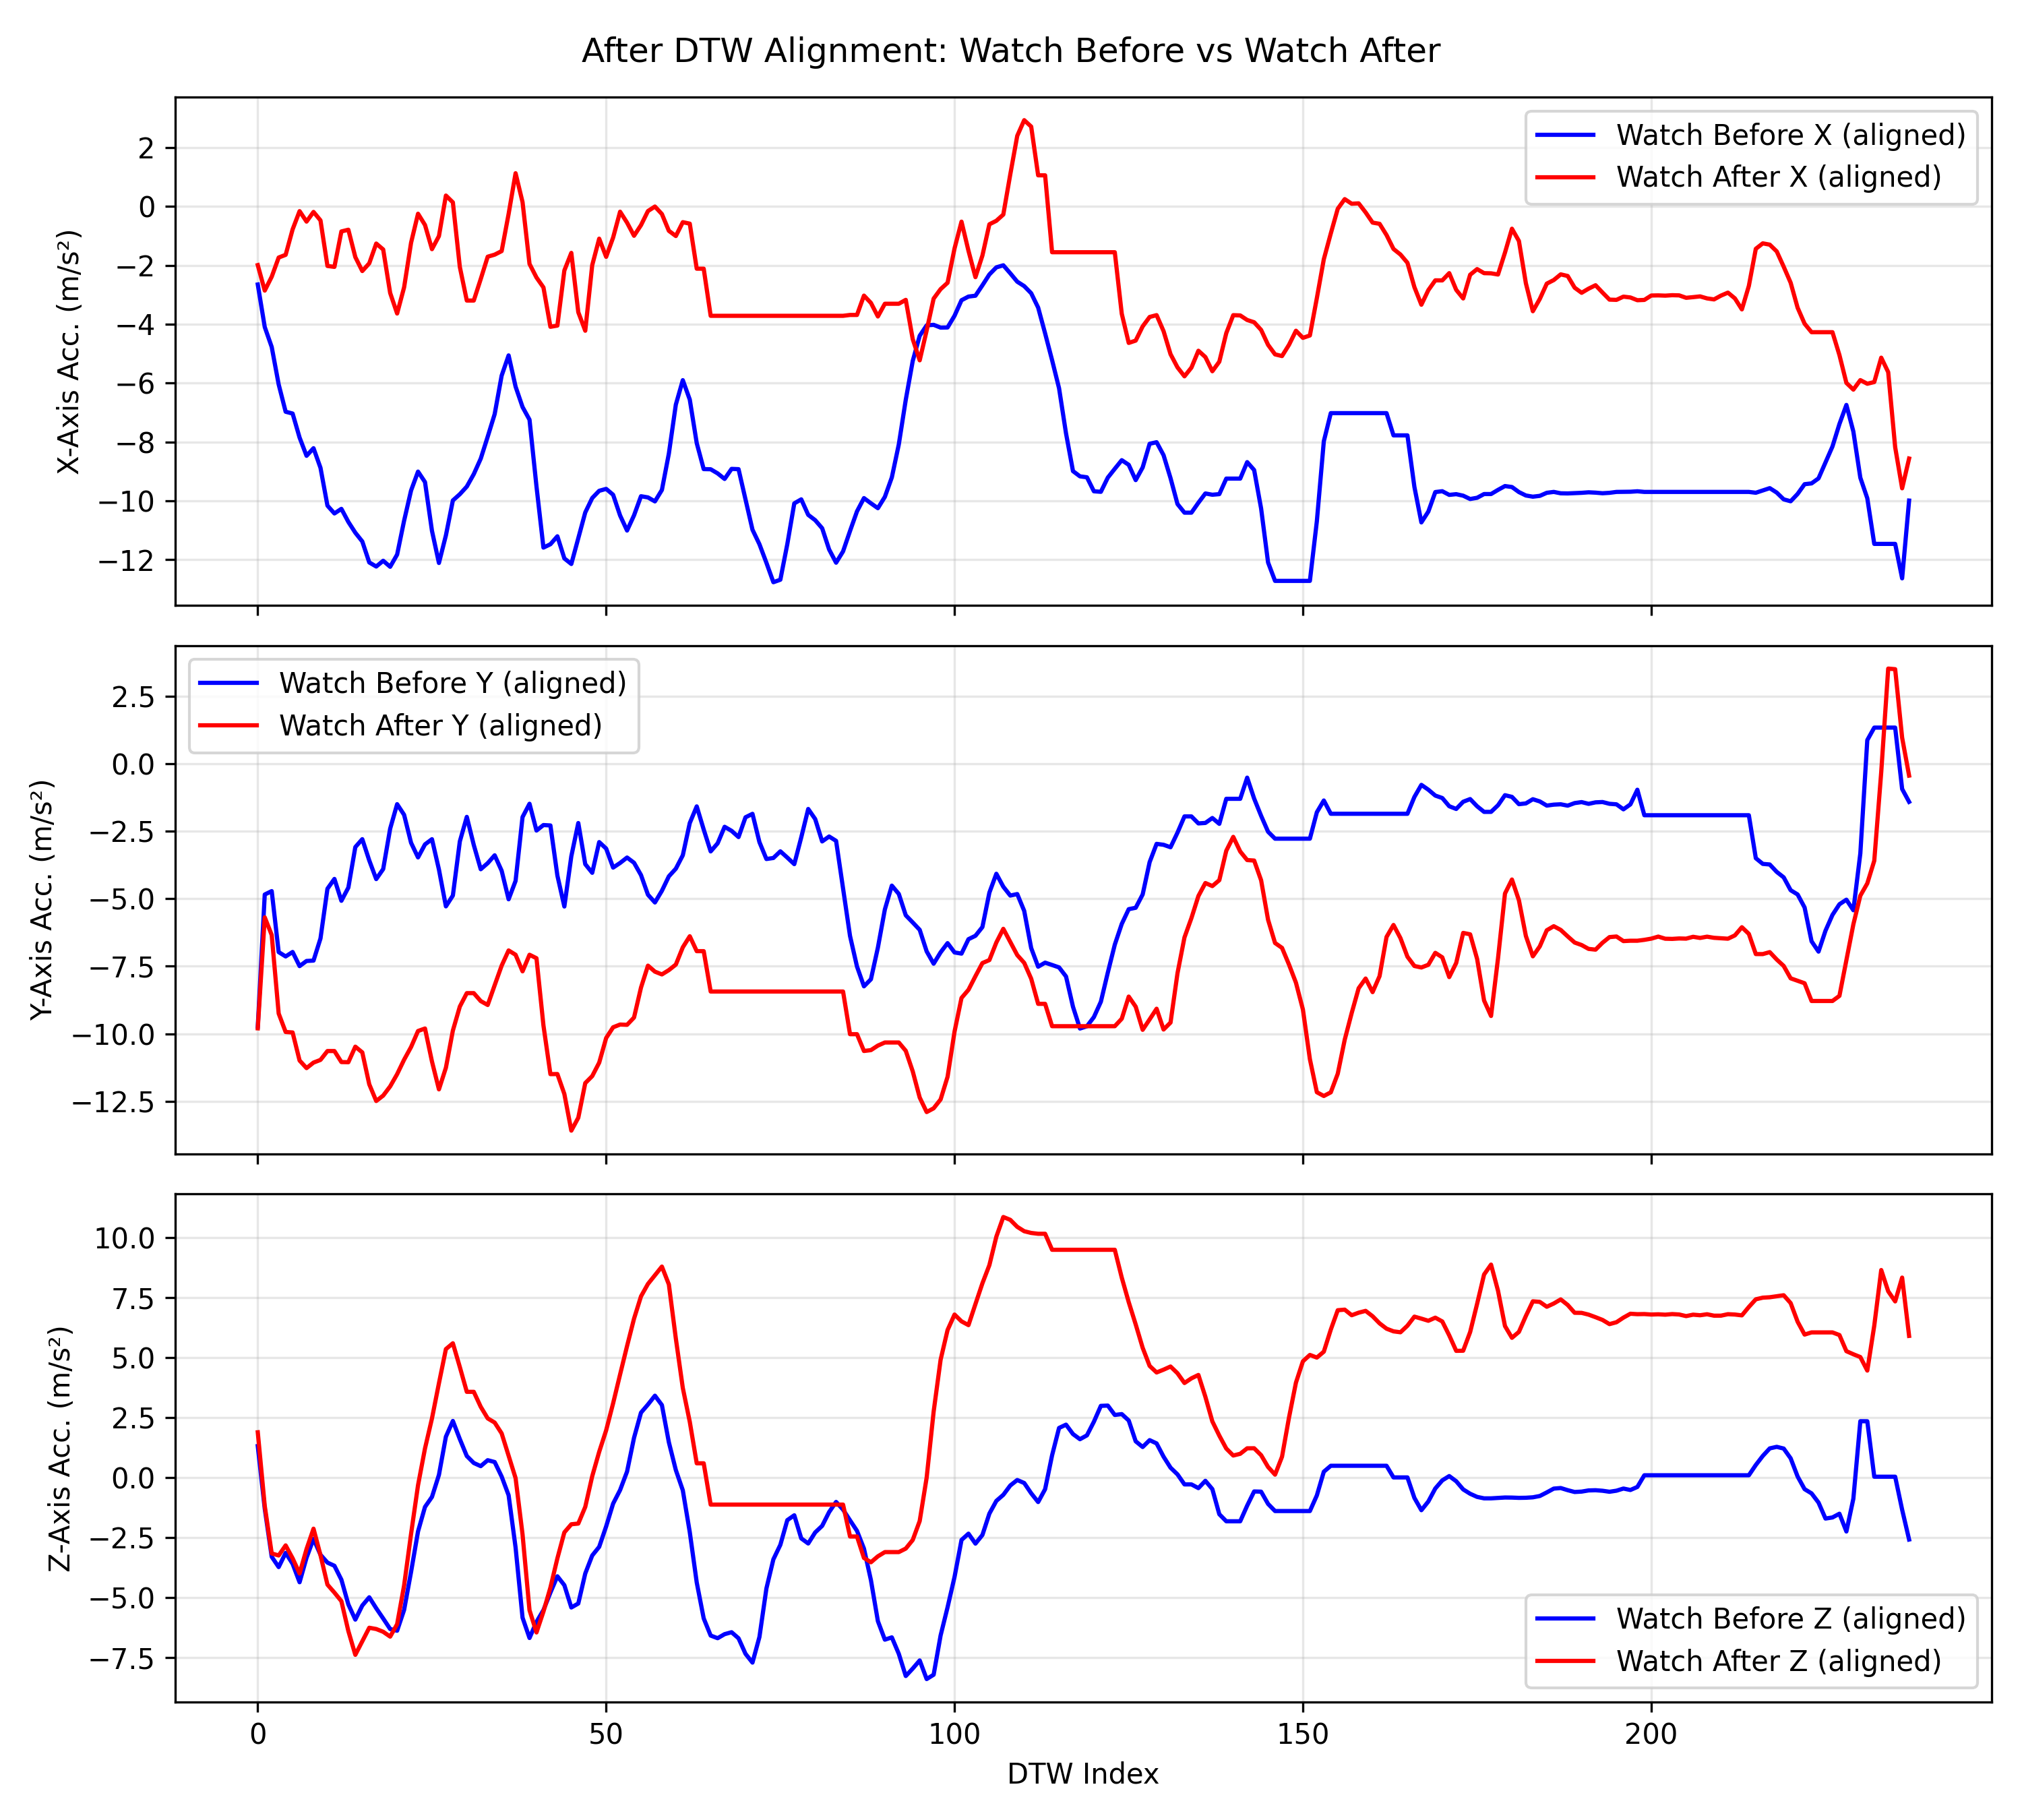 After DTW Alignment: Watch Before vs Watch After
X-Axis Acc. (m/s²)
2
0
−2
−4
−6
−8
−10
−12
Watch Before X (aligned)
Watch After X (aligned)
Y-Axis Acc. (m/s²)
2.5
0.0
−2.5
−5.0
−7.5
−10.0
−12.5
Watch Before Y (aligned)
Watch After Y (aligned)
Z-Axis Acc. (m/s²)
10.0
7.5
5.0
2.5
0.0
−2.5
−5.0
−7.5
Watch Before Z (aligned)
Watch After Z (aligned)
0 50 100 150 200
DTW Index